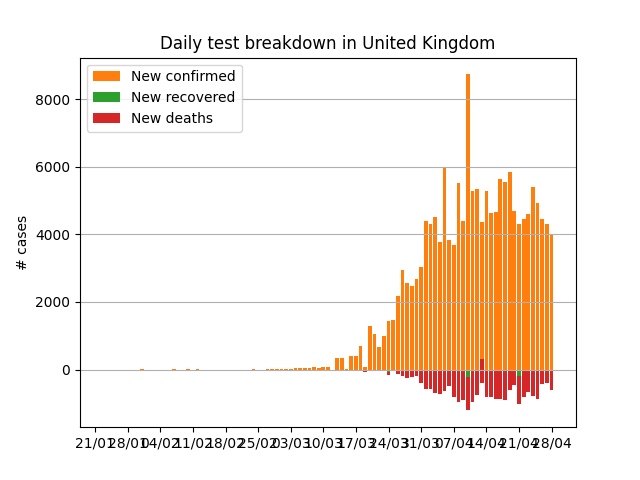 Daily test breakdown in United Kingdom
New confirmed
New recovered
New deaths
# cases
8000
6000
4000
2000
0
21/01 28/01 04/02 11/02 18/02 25/02 03/03 10/03 17/03 24/03 31/03 07/04 14/04 21/04 28/04